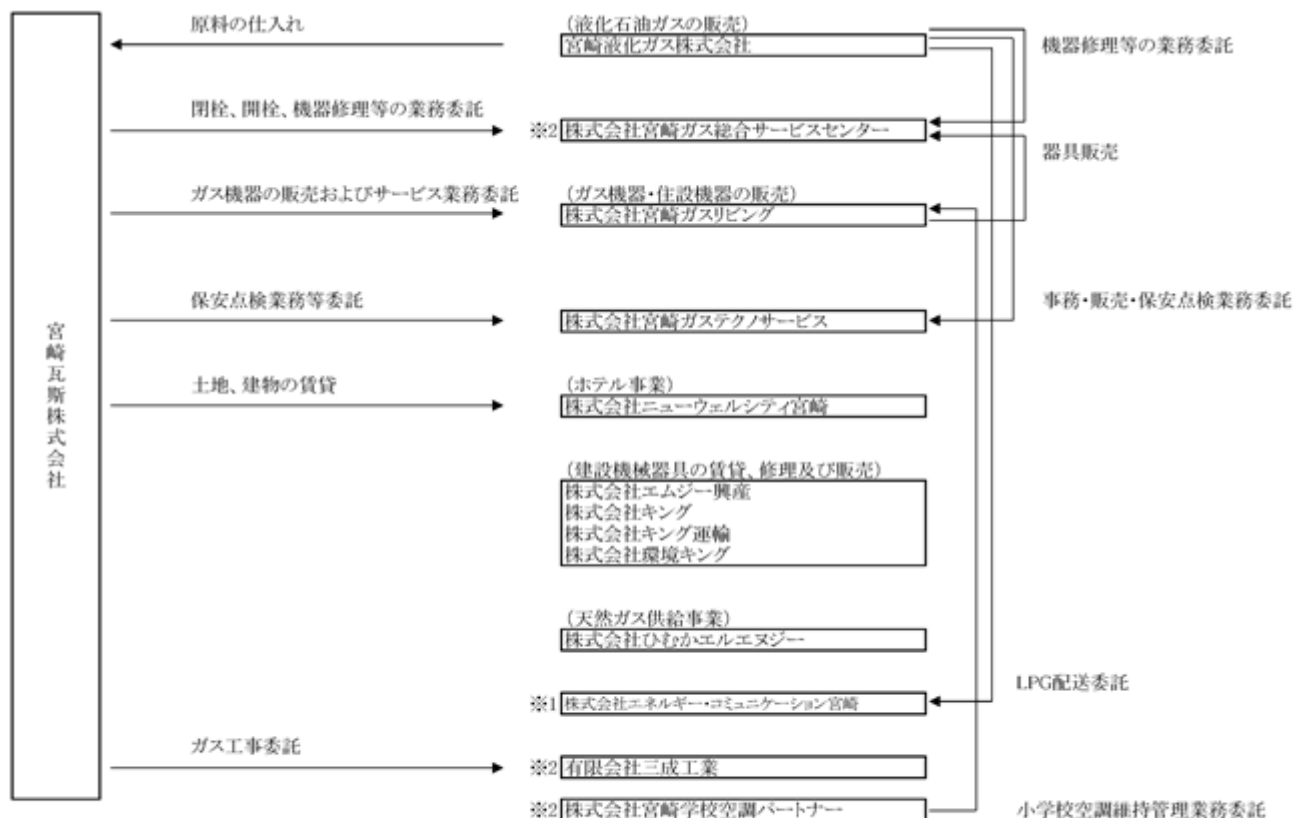 原料の仕入れ
(液化石油ガスの販売)
宮崎液化ガス株式会社
機器修理等の業務委託
閉栓、開栓、機器修理等の業務委託
※2 株式会社宮崎ガス総合サービスセンター
器具販売
ガス機器の販売およびサービス業務委託
(ガス機器・住設機器の販売)
株式会社宮崎ガスリビング
保安点検業務等委託
株式会社宮崎ガステクノサービス
事務・販売・保安点検業務委託
宮崎瓦斯株式会社
土地、建物の賃貸
(ホテル事業)
株式会社ニューウェルシティ宮崎
(建設機械器具の賃貸、修理及び販売)
株式会社エムジー興産
株式会社キング
株式会社キング運輸
株式会社環境キング
(天然ガス供給事業)
株式会社ひむかエルエヌジー
LPG配送委託
※1 株式会社エネルギー・コミュニケーション宮崎
ガス工事委託
※2 有限会社三成工業
※2 株式会社宮崎学校空調パートナー
小学校空調維持管理業務委託